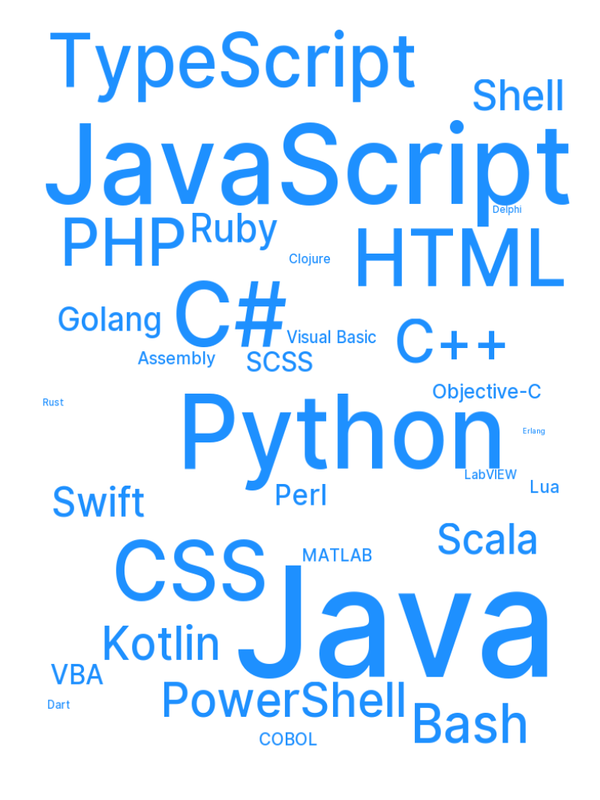 TypeScript
Shell
JavaScript
Delphi
PHP
Ruby
HTML
Clojure
C#
Golang
C++
Visual Basic
Assembly
SCSS
Objective-C
Rust
Python
Erlang
LabVIEW
Lua
Swift
Perl
Scala
MATLAB
CSS
Java
Kotlin
VBA
PowerShell
Dart
Bash
COBOL